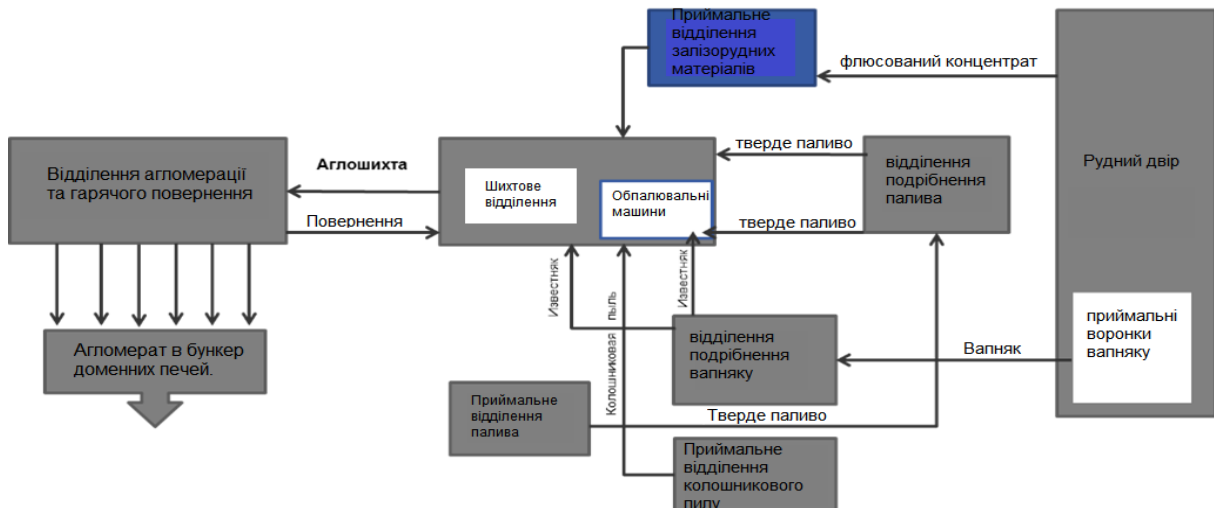 Приймальне
відділення
залізорудних
матеріалів
флюсований концентрат
Рудний двір
Відділення агломерації
та гарячого повернення
Аглошихта
Повернення
Шихтове
відділення
Обпалювальні
машини
тверде паливо
тверде паливо
відділення
подрібнення
палива
Известняк
Колошниковая пыль
Известняк
приймальні
воронки
вапняку
Вапняк
відділення
подрібнення
вапняку
Агломерат в бункер
доменних печей.
Приймальне
відділення
палива
Тверде паливо
Приймальне
відділення
колошникового
пилу